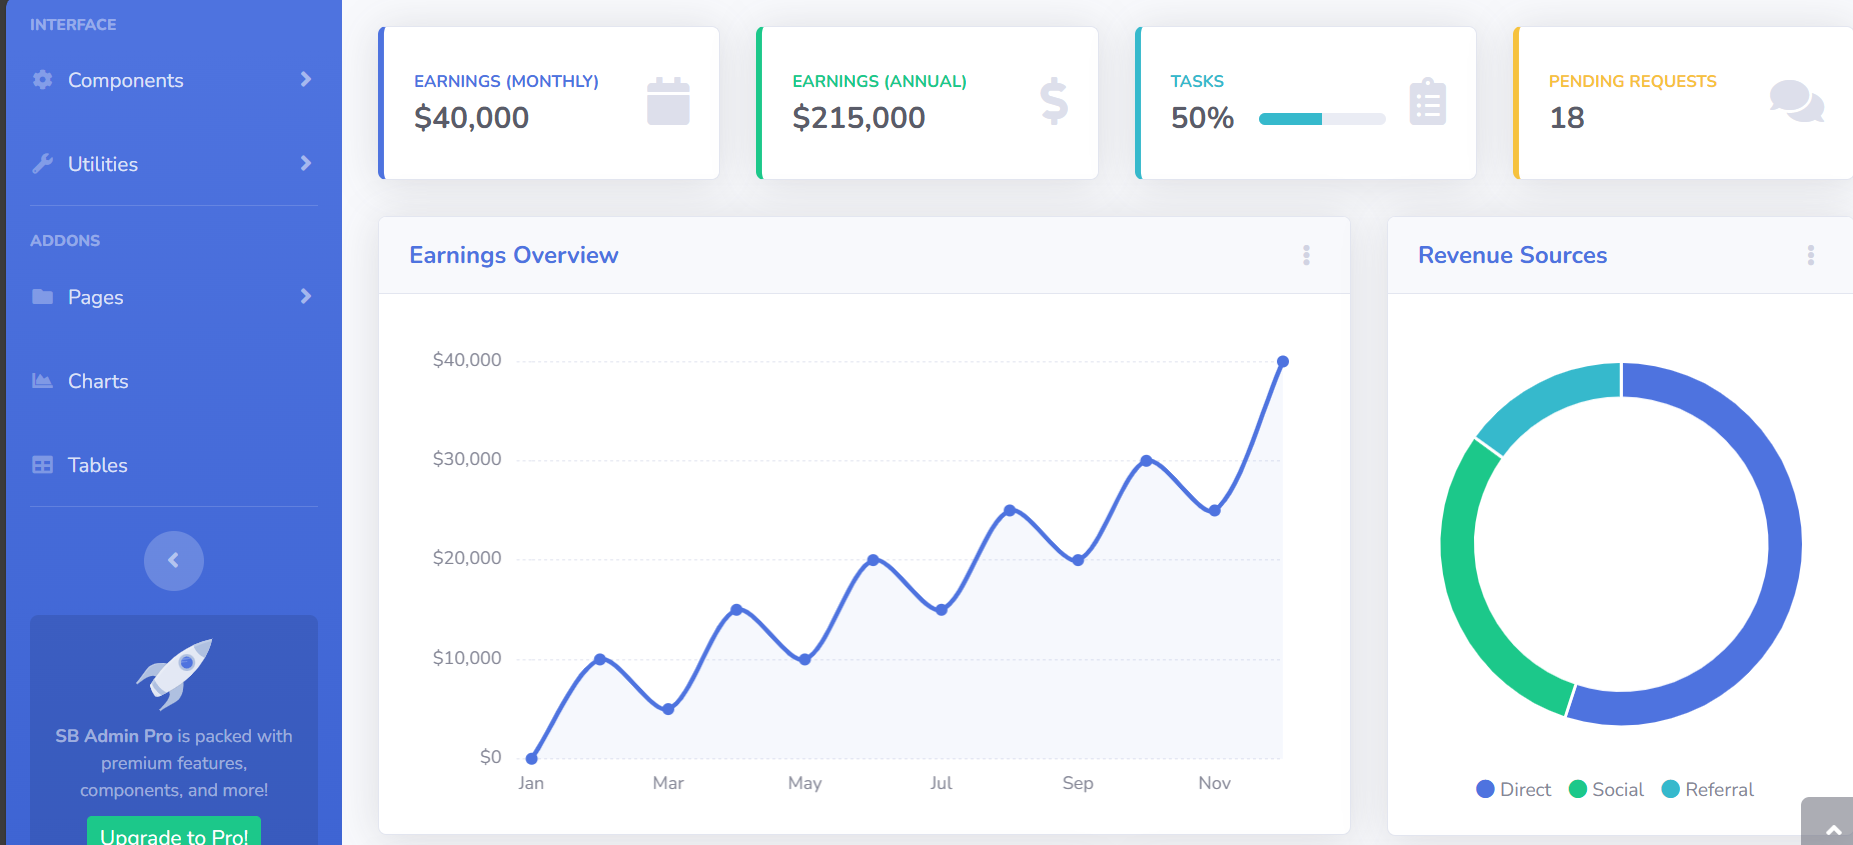 INTERFACE
Components
Utilities
ADDONS
Pages
Charts
Tables
SB Admin Pro is packed with
premium features,
components, and more!
Upgrade to Pro!
EARNINGS (MONTHLY)
$40,000
EARNINGS (ANNUAL)
$215,000
TASKS
50%
PENDING REQUESTS
18
Earnings Overview
$40,000
$30,000
$20,000
$10,000
$0
Jan Mar May Jul Sep Nov
Revenue Sources
Direct Social Referral